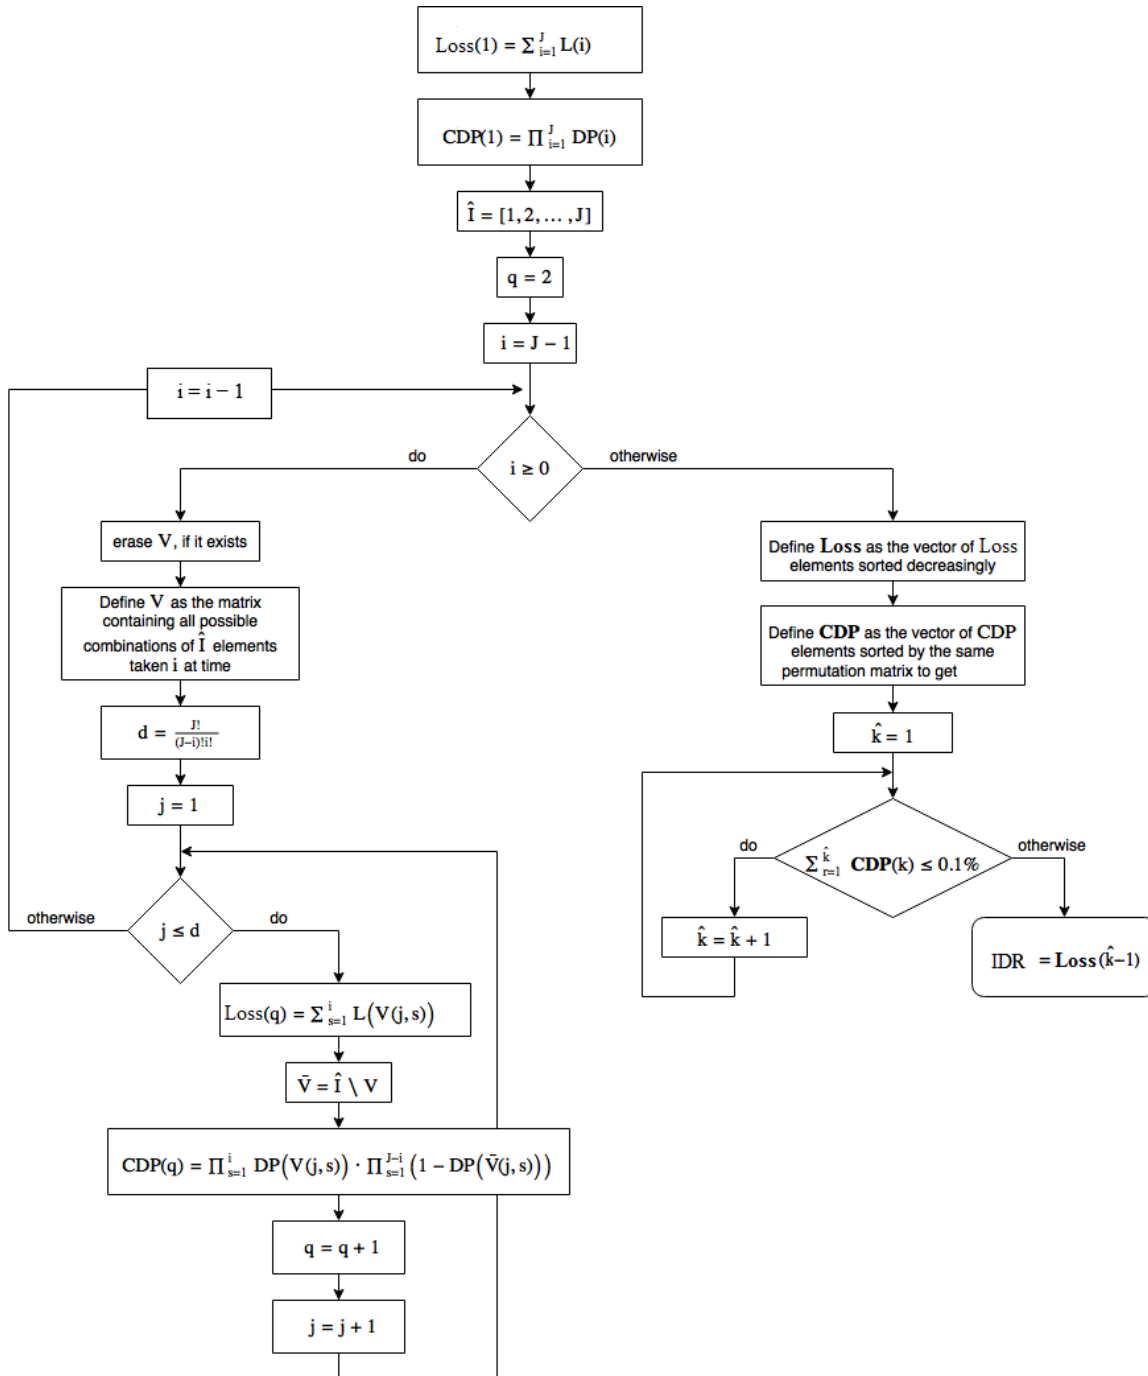 Loss(1) = Σ_{i=1}^{J} L(i)
CDP(1) = ∏_{i=1}^{J} DP(i)
Î = [1, 2, … , J]
q = 2
i = J − 1
i = i − 1
i ≥ 0
do
otherwise
erase V, if it exists
Define V as the matrix
containing all possible
combinations of Î elements
taken i at time
d = J!/((J−i)!i!)
j = 1
j ≤ d
otherwise
do
Loss(q) = Σ_{s=1}^{i} L(V(j, s))
V̄ = Î \ V
CDP(q) = ∏_{s=1}^{i} DP(V(j, s)) · ∏_{s=1}^{J−i} (1 − DP(V̄(j, s)))
q = q + 1
j = j + 1
Define Loss as the vector of Loss
elements sorted decreasingly
Define CDP as the vector of CDP
elements sorted by the same
permutation matrix to get
k̂ = 1
do
otherwise
Σ_{r=1}^{k̂} CDP(k) ≤ 0.1%
k̂ = k̂ + 1
IDR = Loss(k̂−1)